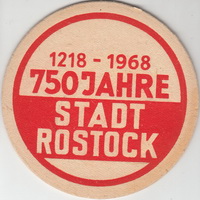 1218 - 1968
750 JAHRE
STADT
ROSTOCK